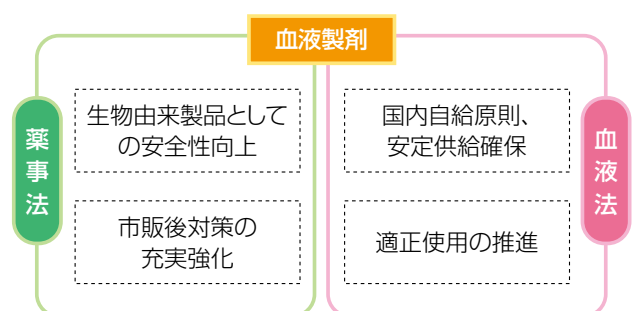 血液製剤
薬事法
生物由来製品として
の安全性向上
市販後対策の
充実強化
国内自給原則、
安定供給確保
適正使用の推進
血液法